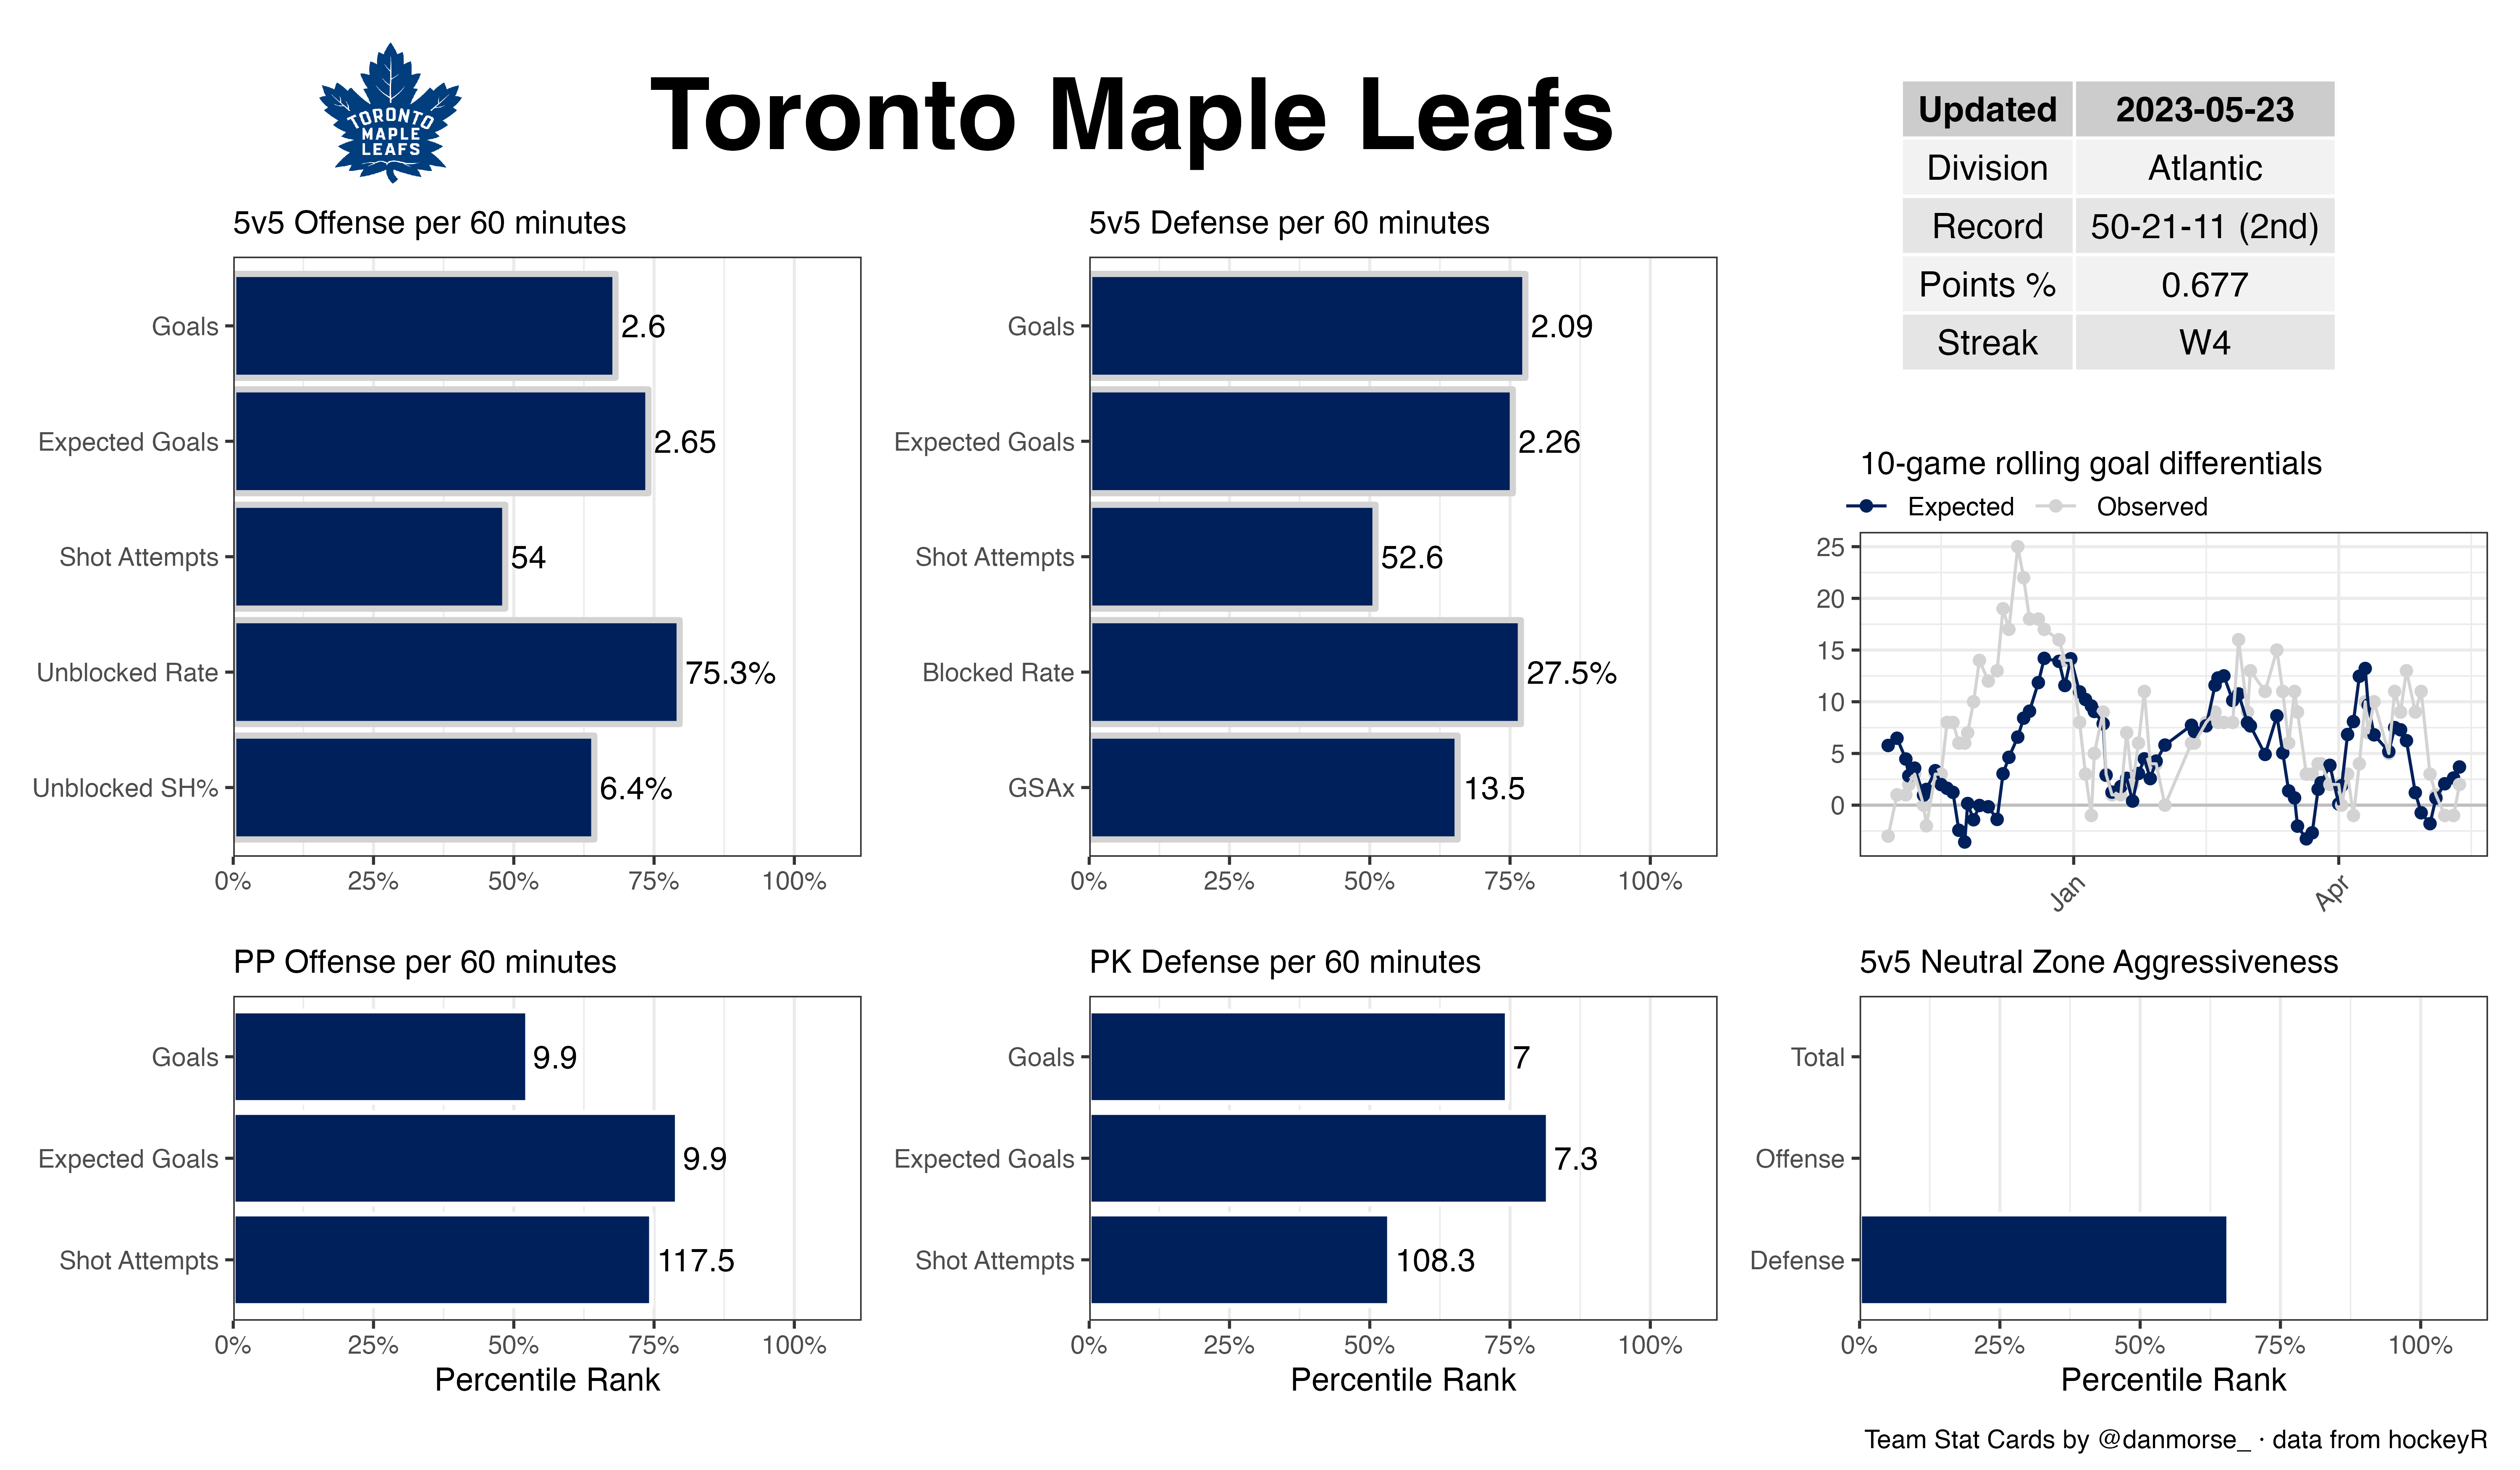 TORONTO
MAPLE
LEAFS
Toronto Maple Leafs
Updated 2023-05-23
Division Atlantic
Record 50-21-11 (2nd)
Points % 0.677
Streak W4
5v5 Offense per 60 minutes
Goals 2.6
Expected Goals 2.65
Shot Attempts 54
Unblocked Rate 75.3%
Unblocked SH% 6.4%
0% 25% 50% 75% 100%
5v5 Defense per 60 minutes
Goals 2.09
Expected Goals 2.26
Shot Attempts 52.6
Blocked Rate 27.5%
GSAx 13.5
0% 25% 50% 75% 100%
10-game rolling goal differentials
Expected Observed
25
20
15
10
5
0
Jan Apr
PP Offense per 60 minutes
Goals 9.9
Expected Goals 9.9
Shot Attempts 117.5
0% 25% 50% 75% 100%
Percentile Rank
PK Defense per 60 minutes
Goals 7
Expected Goals 7.3
Shot Attempts 108.3
0% 25% 50% 75% 100%
Percentile Rank
5v5 Neutral Zone Aggressiveness
Total
Offense
Defense
0% 25% 50% 75% 100%
Percentile Rank
Team Stat Cards by @danmorse_ · data from hockeyR